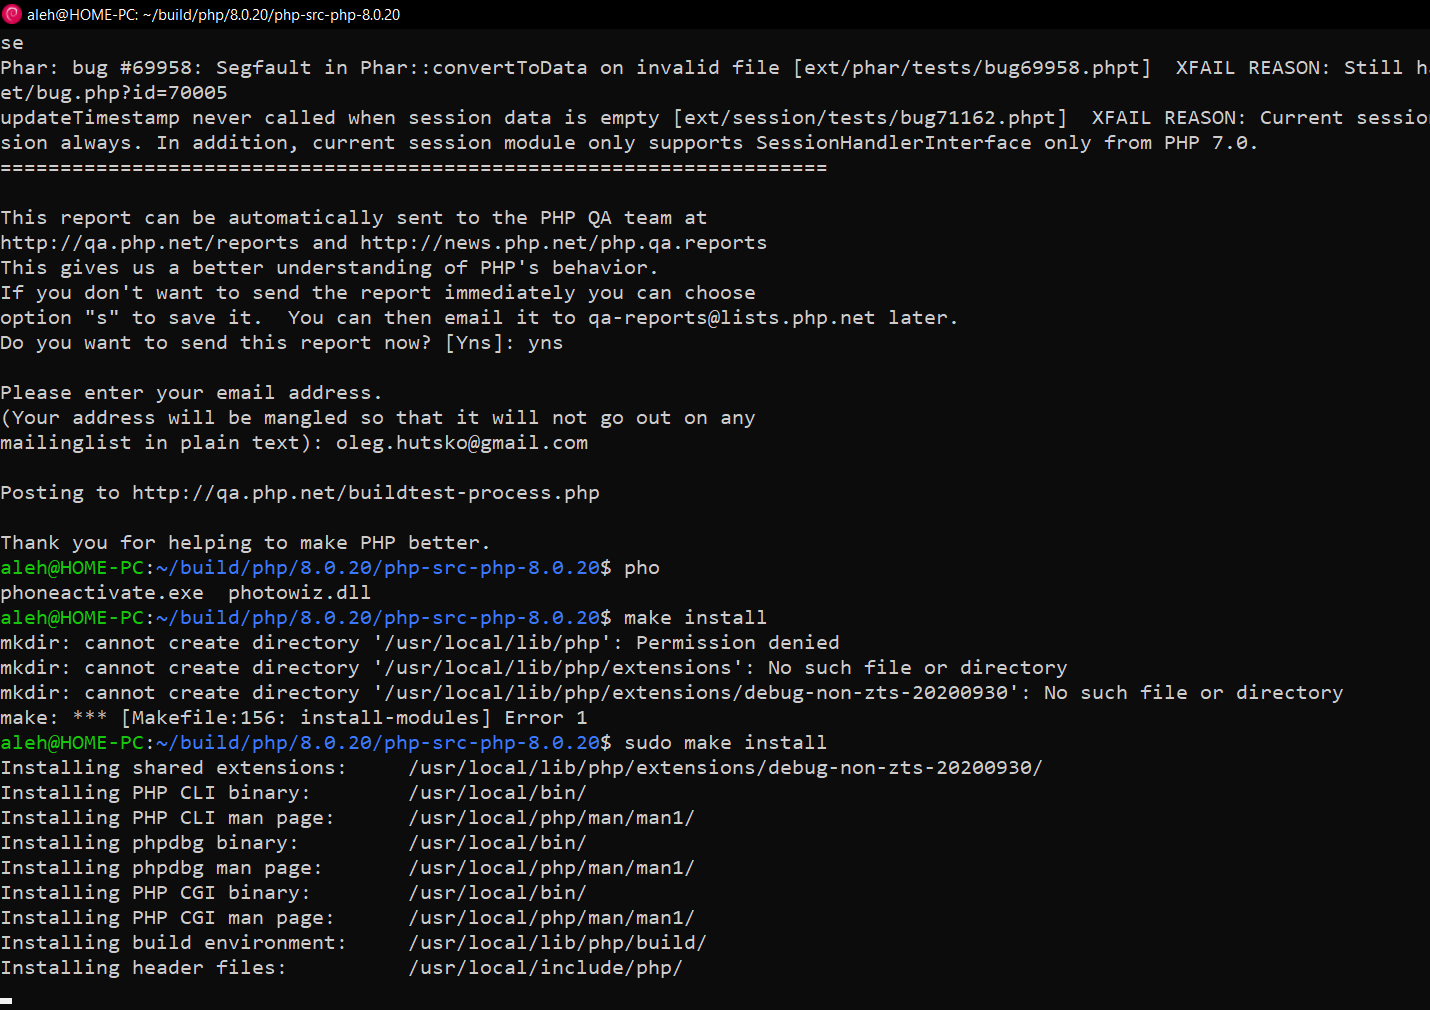 aleh@HOME-PC: ~/build/php/8.0.20/php-src-php-8.0.20
se
Phar: bug #69958: Segfault in Phar::convertToData on invalid file [ext/phar/tests/bug69958.phpt]  XFAIL REASON: Still ha
et/bug.php?id=70005
updateTimestamp never called when session data is empty [ext/session/tests/bug71162.phpt]  XFAIL REASON: Current session
sion always. In addition, current session module only supports SessionHandlerInterface only from PHP 7.0.
=====================================================================
This report can be automatically sent to the PHP QA team at
http://qa.php.net/reports and http://news.php.net/php.qa.reports
This gives us a better understanding of PHP's behavior.
If you don't want to send the report immediately you can choose
option "s" to save it.  You can then email it to qa-reports@lists.php.net later.
Do you want to send this report now? [Yns]: yns
Please enter your email address.
(Your address will be mangled so that it will not go out on any
mailinglist in plain text): oleg.hutsko@gmail.com
Posting to http://qa.php.net/buildtest-process.php
Thank you for helping to make PHP better.
aleh@HOME-PC:~/build/php/8.0.20/php-src-php-8.0.20$ pho
phoneactivate.exe  photowiz.dll
aleh@HOME-PC:~/build/php/8.0.20/php-src-php-8.0.20$ make install
mkdir: cannot create directory '/usr/local/lib/php': Permission denied
mkdir: cannot create directory '/usr/local/lib/php/extensions': No such file or directory
mkdir: cannot create directory '/usr/local/lib/php/extensions/debug-non-zts-20200930': No such file or directory
make: *** [Makefile:156: install-modules] Error 1
aleh@HOME-PC:~/build/php/8.0.20/php-src-php-8.0.20$ sudo make install
Installing shared extensions:     /usr/local/lib/php/extensions/debug-non-zts-20200930/
Installing PHP CLI binary:        /usr/local/bin/
Installing PHP CLI man page:      /usr/local/php/man/man1/
Installing phpdbg binary:         /usr/local/bin/
Installing phpdbg man page:       /usr/local/php/man/man1/
Installing PHP CGI binary:        /usr/local/bin/
Installing PHP CGI man page:      /usr/local/php/man/man1/
Installing build environment:     /usr/local/lib/php/build/
Installing header files:          /usr/local/include/php/